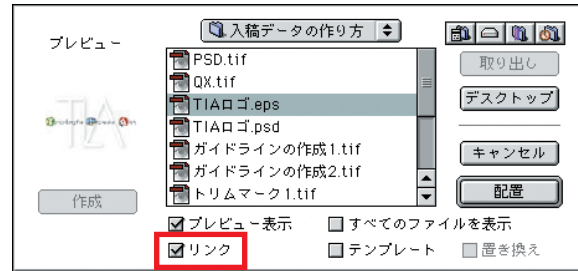 プレビュー
入稿データの作り方
PSD.tif
QX.tif
TIAロゴ.eps
TIAロゴ.psd
ガイドラインの作成1.tif
ガイドラインの作成2.tif
トリムマーク1.tif
作成
取り出し
デスクトップ
キャンセル
配置
プレビュー表示 すべてのファイルを表示
リンク テンプレート 置き換え